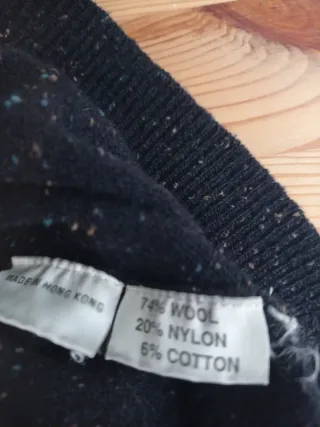 MADE IN HONG KONG
74% WOOL
20% NYLON
6% COTTON